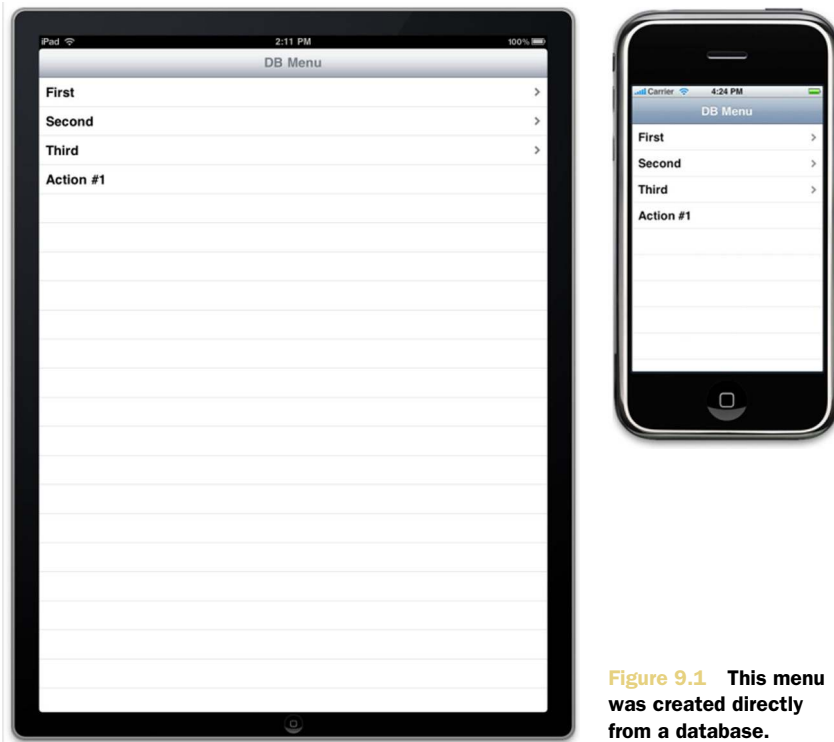 iPad 2:11 PM 100%
DB Menu
First
Second
Third
Action #1
Carrier 4:24 PM
DB Menu
First
Second
Third
Action #1
Figure 9.1 This menu
was created directly
from a database.